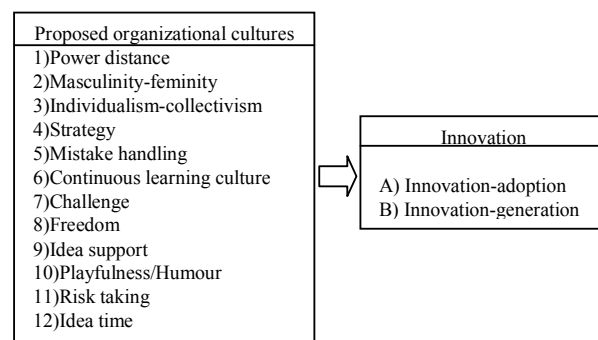 Proposed organizational cultures
1)Power distance
2)Masculinity-feminity
3)Individualism-collectivism
4)Strategy
5)Mistake handling
6)Continuous learning culture
7)Challenge
8)Freedom
9)Idea support
10)Playfulness/Humour
11)Risk taking
12)Idea time
Innovation
A) Innovation-adoption
B) Innovation-generation